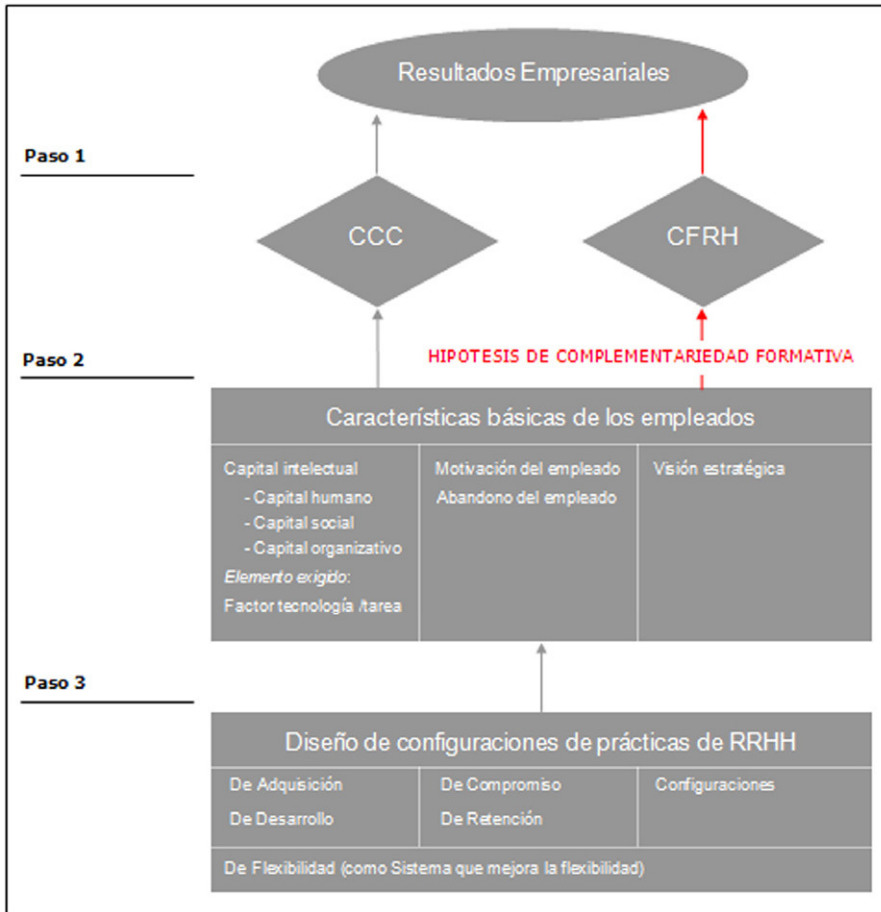 Resultados Empresariales
Paso 1
CCC
CFRH
Paso 2
HIPOTESIS DE COMPLEMENTARIEDAD FORMATIVA
Características básicas de los empleados
Capital intelectual
- Capital humano
- Capital social
- Capital organizativo
Elemento exigido:
Factor tecnología /tarea
Motivación del empleado
Abandono del empleado
Visión estratégica
Paso 3
Diseño de configuraciones de prácticas de RRHH
De Adquisición
De Desarrollo
De Compromiso
De Retención
Configuraciones
De Flexibilidad (como Sistema que mejora la flexibilidad)